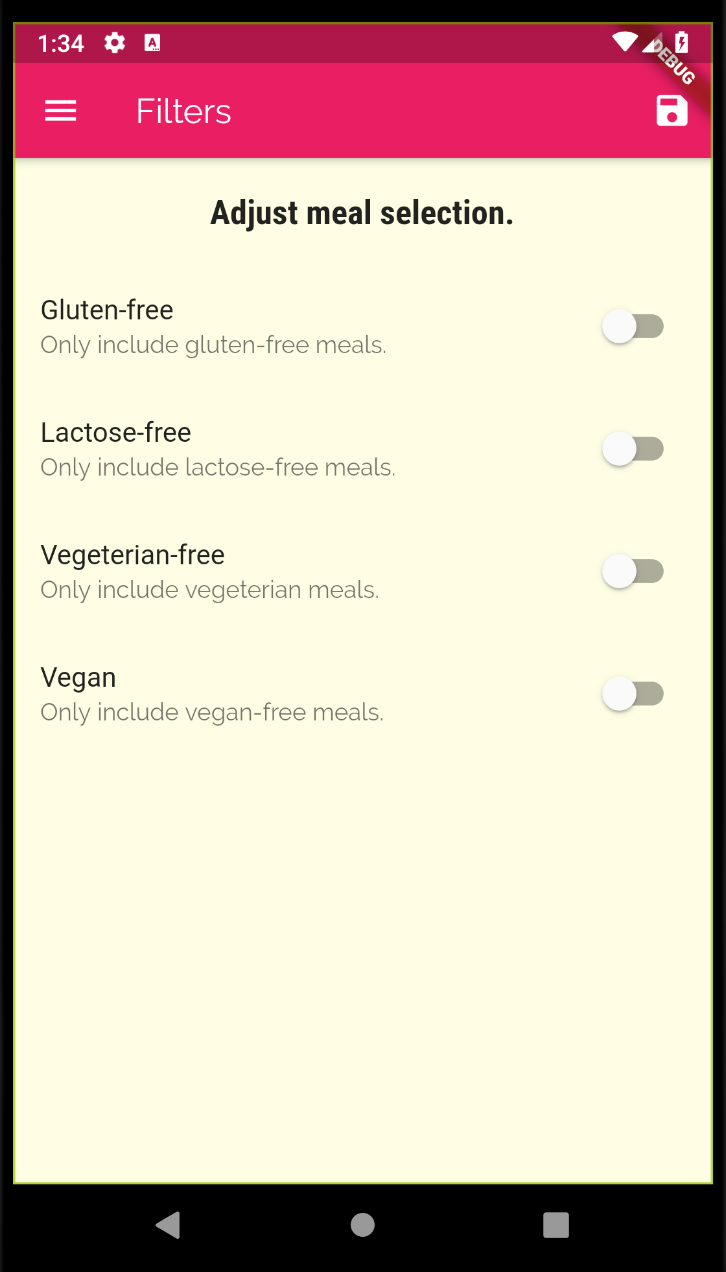 1:34
A
DEBUG
Filters
Adjust meal selection.
Gluten-free
Only include gluten-free meals.
Lactose-free
Only include lactose-free meals.
Vegeterian-free
Only include vegeterian meals.
Vegan
Only include vegan-free meals.